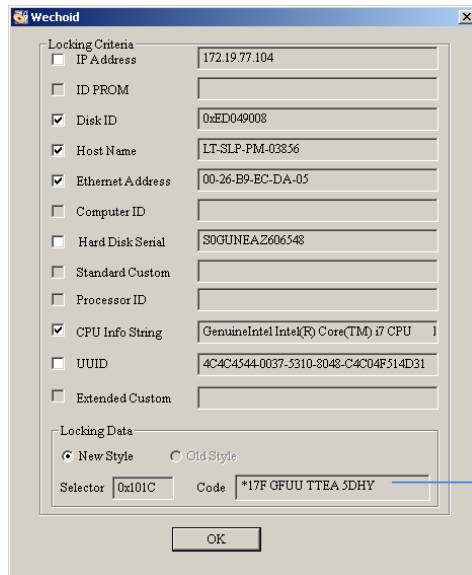 Wechoid
Locking Criteria
IP Address 172.19.77.104
ID PROM
Disk ID 0xED049008
Host Name LT-SLP-PM-03856
Ethernet Address 00-26-B9-EC-DA-05
Computer ID
Hard Disk Serial S0GUNEAZ606548
Standard Custom
Processor ID
CPU Info String GenuineIntel Intel(R) Core(TM) i7 CPU
UUID 4C4C4544-0037-5310-8048-C4C04F514D31
Extended Custom
Locking Data
New Style Old Style
Selector 0x101C Code *17F GFUU TTEA 5DHY
OK